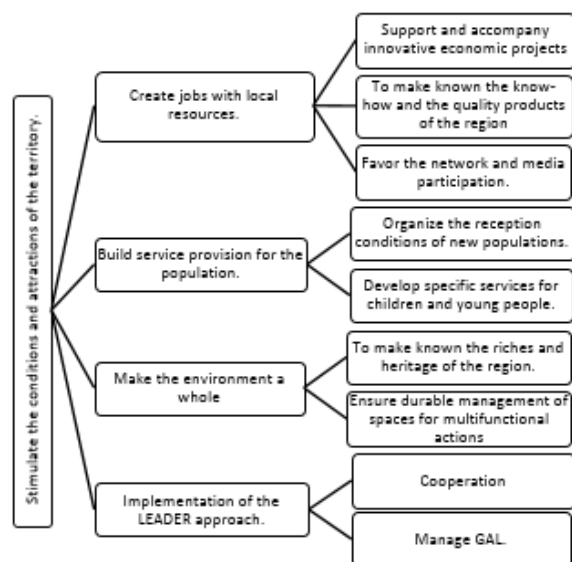 Stimulate the conditions and attractions of the territory.
Create jobs with local
resources.
Support and accompany
innovative economic projects
To make known the know-
how and the quality products
of the region
Favor the network and media
participation.
Build service provision for the
population.
Organize the reception
conditions of new populations.
Develop specific services for
children and young people.
Make the environment a
whole
To make known the riches and
heritage of the region.
Ensure durable management of
spaces for multifunctional
actions
Implementation of the
LEADER approach.
Cooperation
Manage GAL.